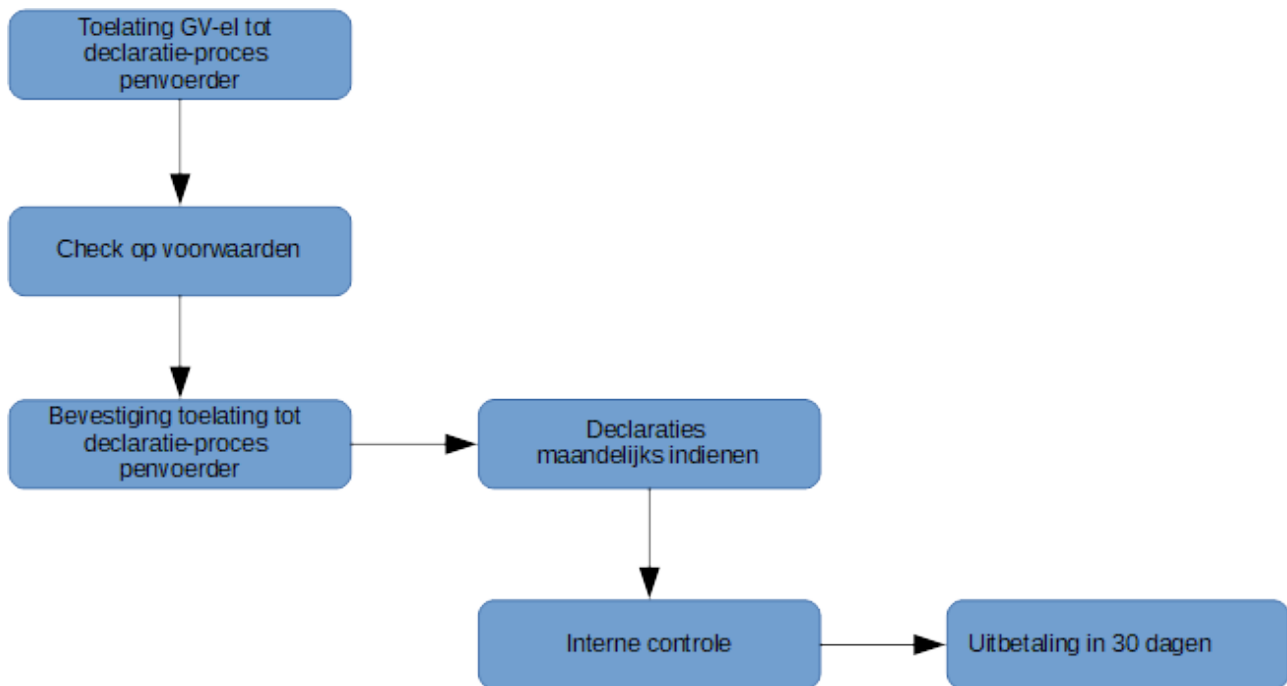 Toelating GV-el tot
declaratie-proces
penvoerder
Check op voorwaarden
Bevestiging toelating tot
declaratie-proces
penvoerder
Declaraties
maandelijks indienen
Interne controle
Uitbetaling in 30 dagen